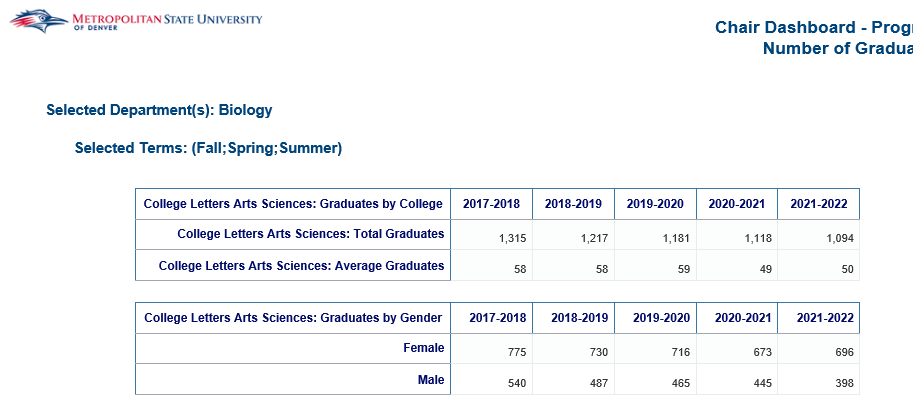 METROPOLITAN STATE UNIVERSITY
OF DENVER
Chair Dashboard -
Number of
Selected Department(s): Biology
Selected Terms: (Fall;Spring;Summer)
College Letters Arts Sciences: Graduates by College 2017-2018 2018-2019 2019-2020 2020-2021 2021-2022
College Letters Arts Sciences: Total Graduates 1,315 1,217 1,181 1,118 1,094
College Letters Arts Sciences: Average Graduates 58 58 59 49 50
College Letters Arts Sciences: Graduates by Gender 2017-2018 2018-2019 2019-2020 2020-2021 2021-2022
Female 775 730 716 673 696
Male 540 487 465 445 398